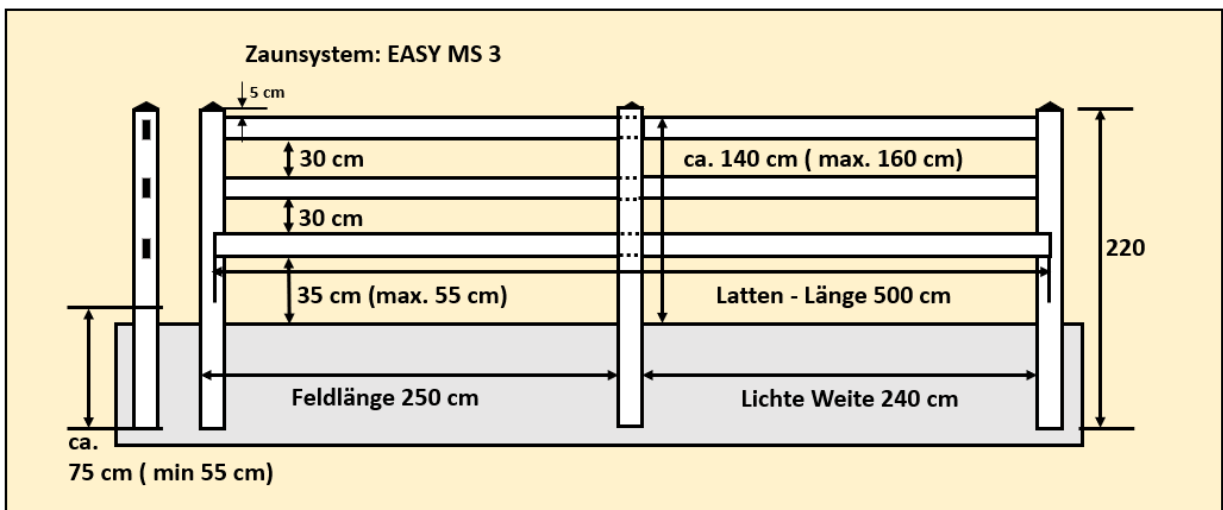 Zaunsystem: EASY MS 3
5 cm
30 cm
ca. 140 cm ( max. 160 cm)
30 cm
220
35 cm (max. 55 cm)
Latten - Länge 500 cm
Feldlänge 250 cm
Lichte Weite 240 cm
ca.
75 cm ( min 55 cm)